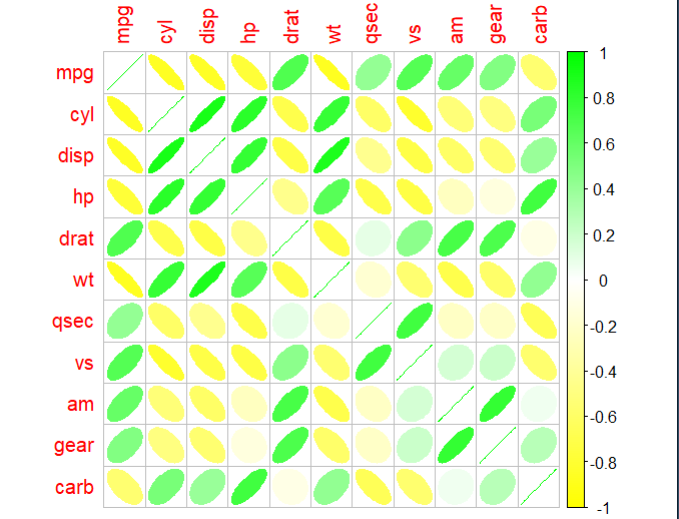 mpg cyl disp hp drat wt qsec vs am gear carb
mpg
cyl
disp
hp
drat
wt
qsec
vs
am
gear
carb
1
0.8
0.6
0.4
0.2
0
-0.2
-0.4
-0.6
-0.8
-1